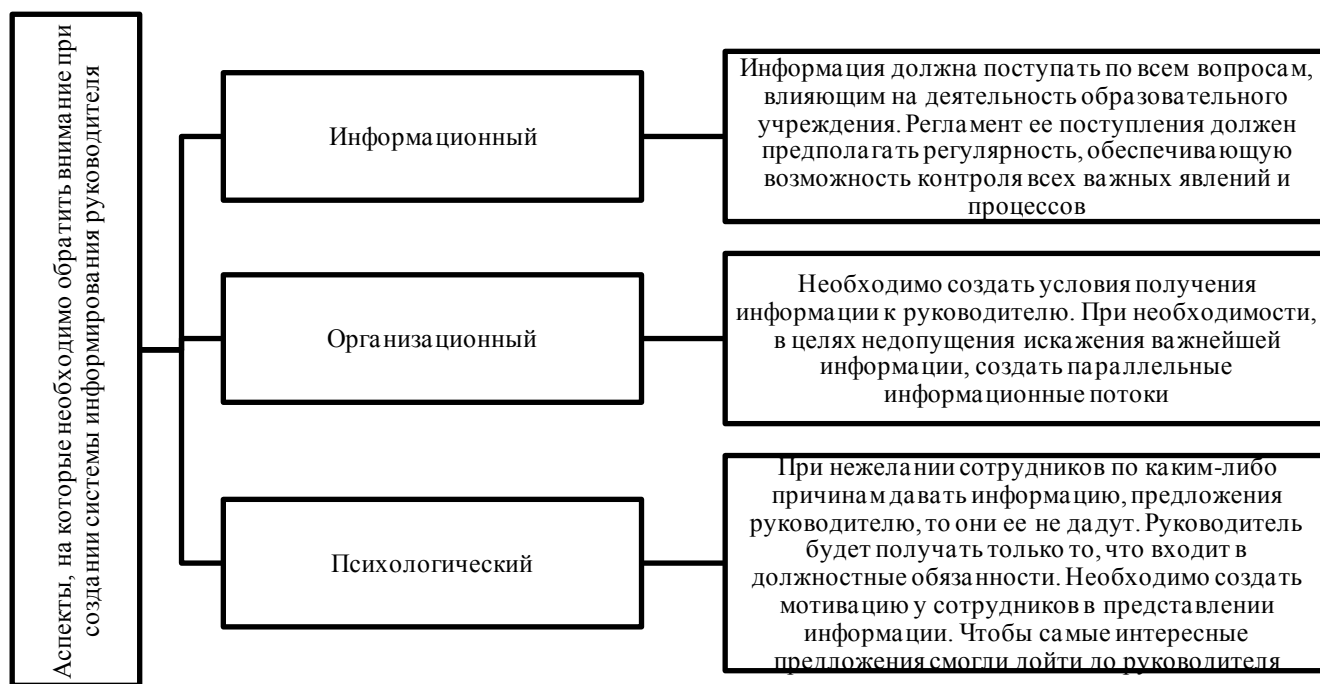 Аспекты, на которые необходимо обратить внимание при
создании системы информирования руководителя
Информационный
Информация должна поступать по всем вопросам,
влияющим на деятельность образовательного
учреждения. Регламент ее поступления должен
предполагать регулярность, обеспечивающую
возможность контроля всех важных явлений и
процессов
Организационный
Необходимо создать условия получения
информации к руководителю. При необходимости,
в целях недопущения искажения важнейшей
информации, создать параллельные
информационные потоки
Психологический
При нежелании сотрудников по каким-либо
причинам давать информацию, предложения
руководителю, то они ее не дадут. Руководитель
будет получать только то, что входит в
должностные обязанности. Необходимо создать
мотивацию у сотрудников в представлении
информации. Чтобы самые интересные
предложения смогли дойти до руководителя